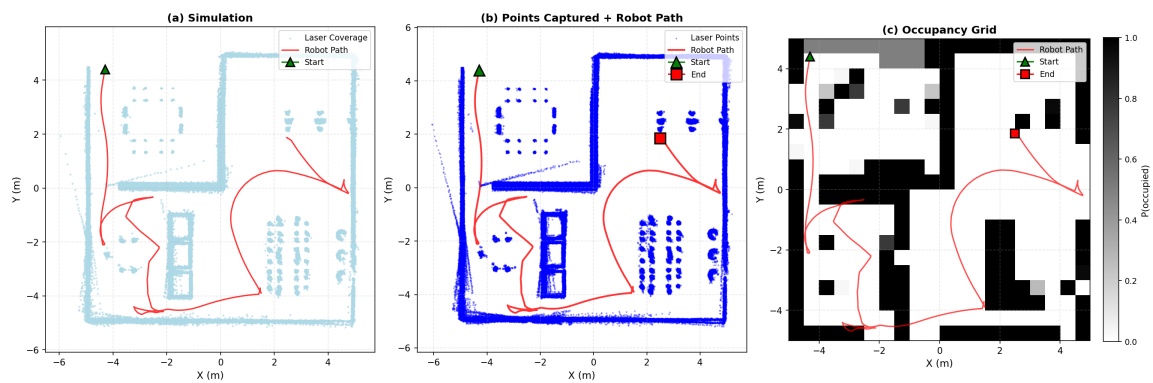 (a) Simulation
Laser Coverage
Robot Path
Start
Y (m)
4
2
0
−2
−4
−6
−6 −4 −2 0 2 4
X (m)
(b) Points Captured + Robot Path
Laser Points
Robot Path
Start
End
Y (m)
6
4
2
0
−2
−4
−6
−6 −4 −2 0 2 4
X (m)
(c) Occupancy Grid
Robot Path
Start
End
Y (m)
4
2
0
−2
−4
−4 −2 0 2 4
X (m)
1.0
0.8
0.6
0.4
0.2
0.0
P(occupied)